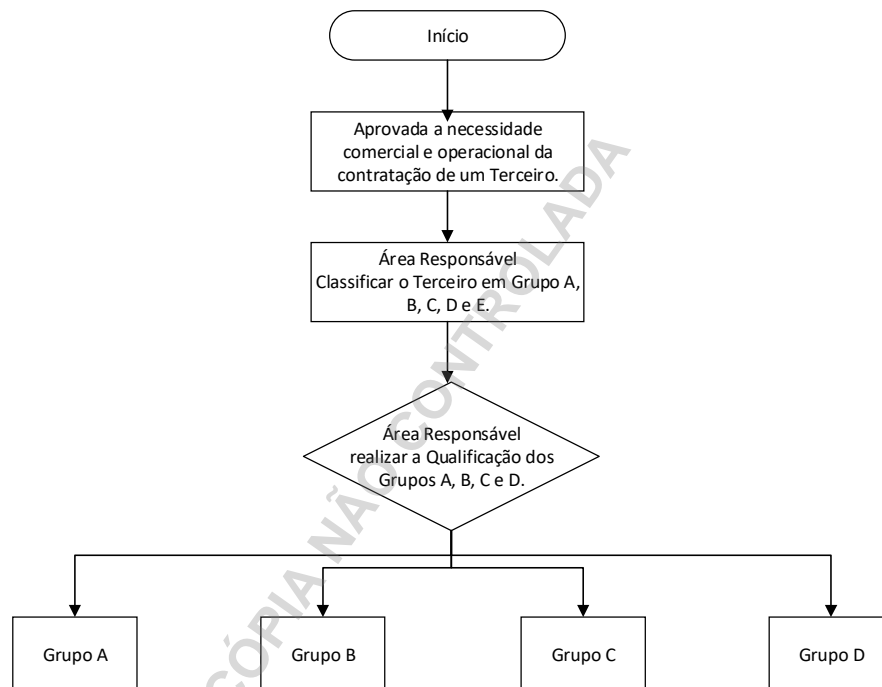 Início
Aprovada a necessidade
comercial e operacional da
contratação de um Terceiro.
Área Responsável
Classificar o Terceiro em Grupo A,
B, C, D e E.
Área Responsável
realizar a Qualificação dos
Grupos A, B, C e D.
Grupo A
Grupo B
Grupo C
Grupo D
CÓPIA NÃO CONTROLADA